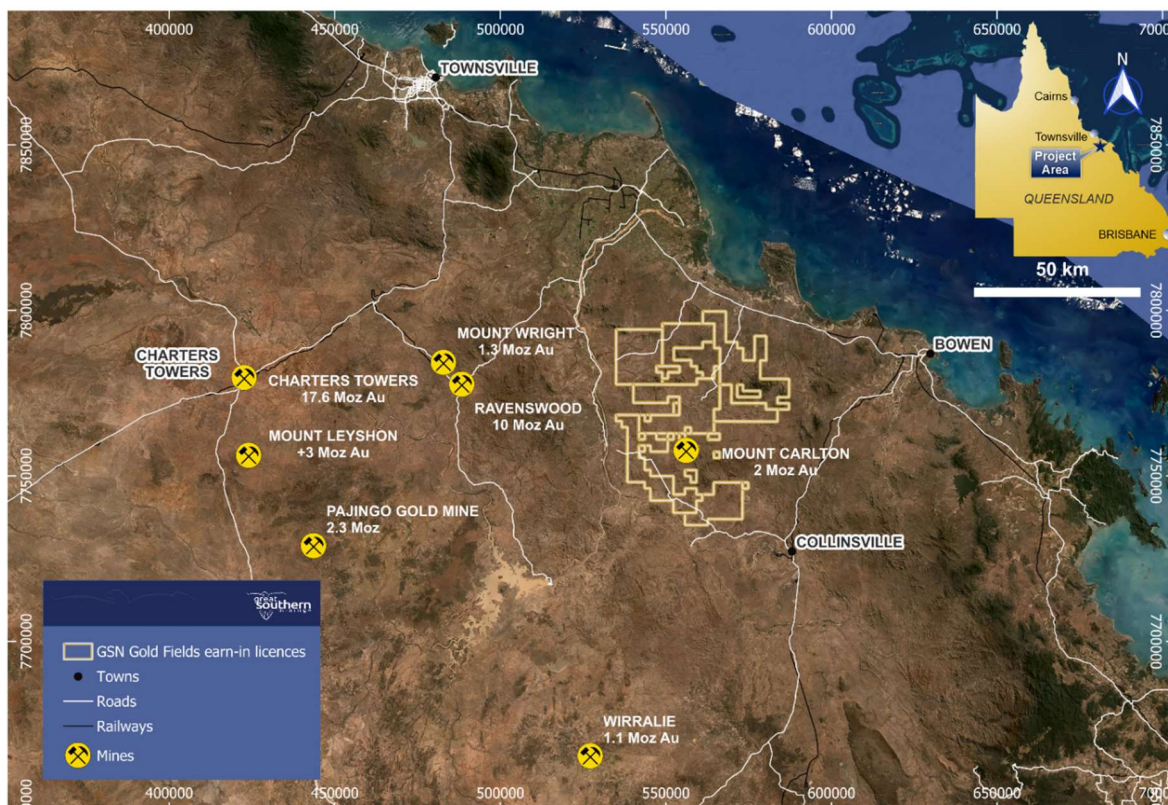 400000
450000
500000
550000
600000
650000
N
Cairns
Townsville
Project
Area
QUEENSLAND
BRISBANE
50 km
TOWNSVILLE
7850000
7850000
7800000
7800000
MOUNT WRIGHT
1.3 Moz Au
BOWEN
CHARTERS
TOWERS
CHARTERS TOWERS
17.6 Moz Au
RAVENSWOOD
10 Moz Au
MOUNT LEYSHON
+3 Moz Au
MOUNT CARLTON
2 Moz Au
7750000
7750000
PAJINGO GOLD MINE
2.3 Moz
COLLINSVILLE
great
southern
GSN Gold Fields earn-in licences
Towns
Roads
Railways
Mines
7700000
7700000
WIRRALIE
1.1 Moz Au
400000
450000
500000
550000
600000
650000